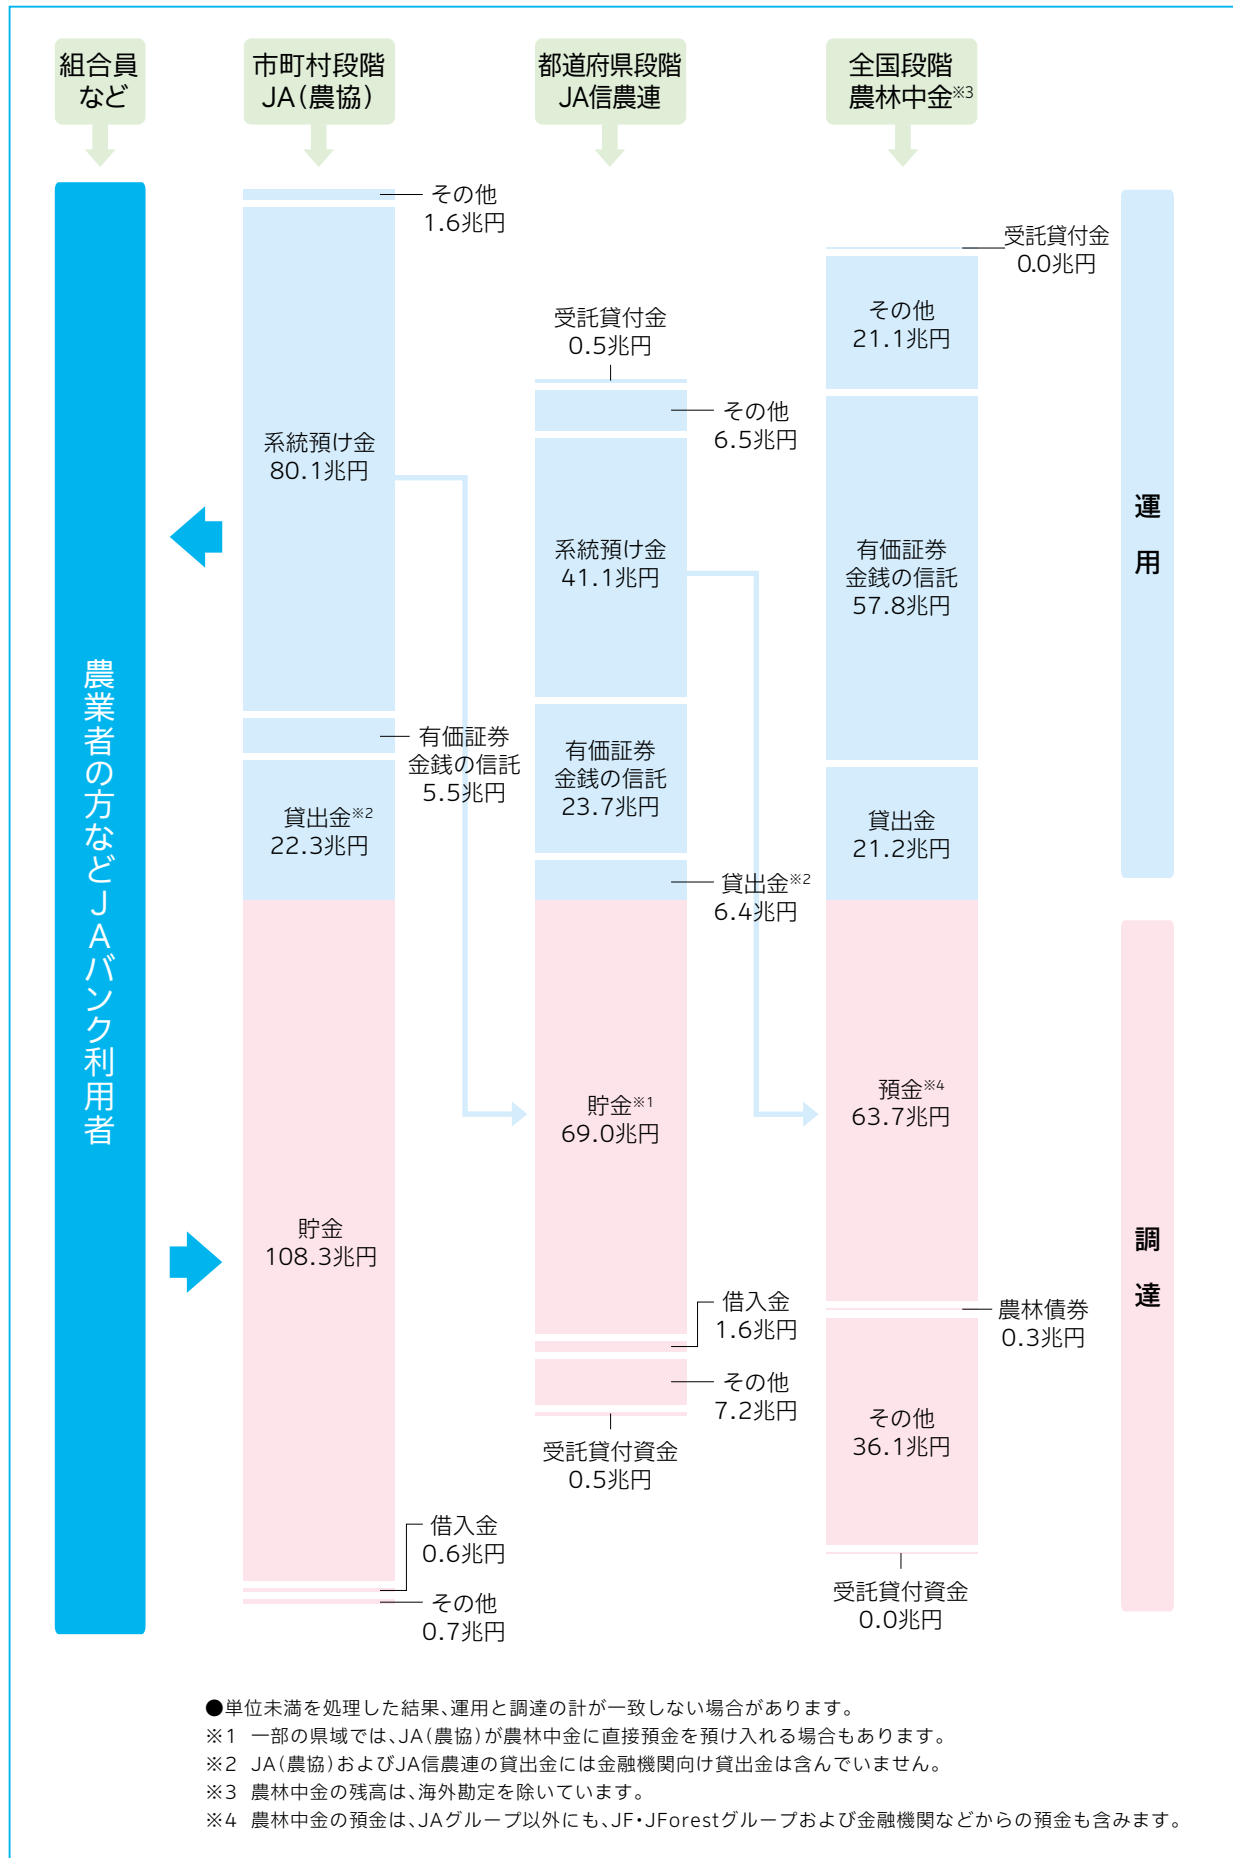 組合員
など
市町村段階
JA(農協)
都道府県段階
JA信農連
全国段階
農林中金※3
農業者の方などJAバンク利用者
その他
1.6兆円
系統預け金
80.1兆円
有価証券
金銭の信託
5.5兆円
貸出金※2
22.3兆円
貯金
108.3兆円
借入金
0.6兆円
その他
0.7兆円
受託貸付金
0.5兆円
その他
6.5兆円
系統預け金
41.1兆円
有価証券
金銭の信託
23.7兆円
貸出金※2
6.4兆円
貯金※1
69.0兆円
借入金
1.6兆円
その他
7.2兆円
受託貸付資金
0.5兆円
受託貸付金
0.0兆円
その他
21.1兆円
有価証券
金銭の信託
57.8兆円
貸出金
21.2兆円
預金※4
63.7兆円
農林債券
0.3兆円
その他
36.1兆円
受託貸付資金
0.0兆円
運用
調達
●単位未満を処理した結果、運用と調達の計が一致しない場合があります。
※1 一部の県域では、JA(農協)が農林中金に直接預金を預け入れる場合もあります。
※2 JA(農協)およびJA信農連の貸出金には金融機関向け貸出金は含んでいません。
※3 農林中金の残高は、海外勘定を除いています。
※4 農林中金の預金は、JAグループ以外にも、JF・JForestグループおよび金融機関などからの預金も含みます。